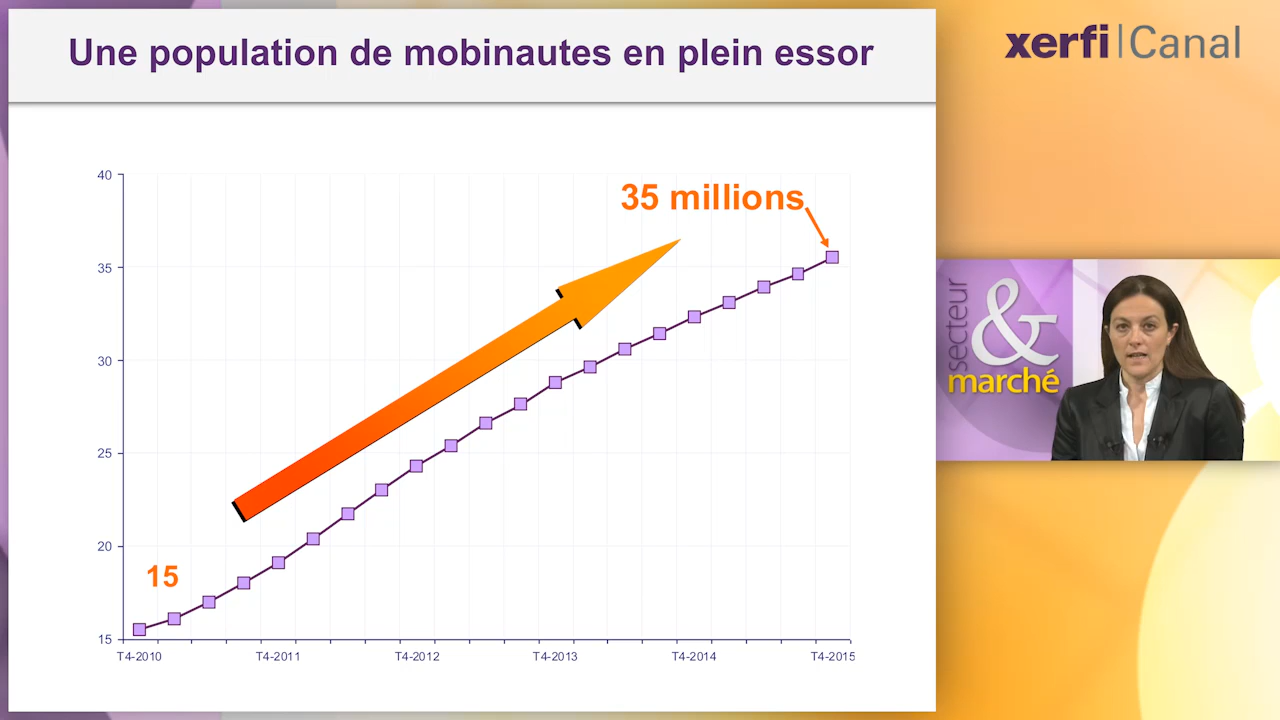 Une population de mobinautes en plein essor
xerfi|Canal
40
35 millions
35
30
25
20
15
15
T4-2010 T4-2011 T4-2012 T4-2013 T4-2014 T4-2015
secteur
&
marché